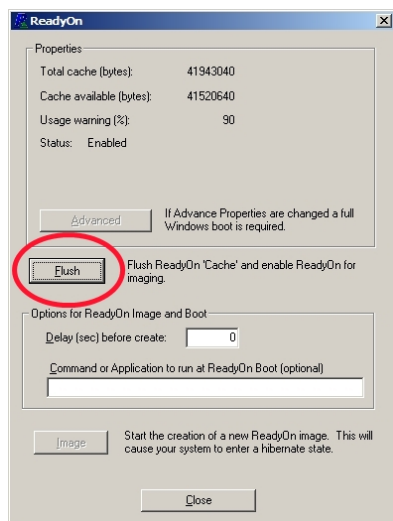 ReadyOn
Properties
Total cache (bytes): 41943040
Cache available (bytes): 41520640
Usage warning (%): 90
Status: Enabled
Advanced
If Advance Properties are changed a full
Windows boot is required.
Flush
Flush ReadyOn 'Cache' and enable ReadyOn for
imaging.
Options for ReadyOn Image and Boot
Delay (sec) before create: 0
Command or Application to run at ReadyOn Boot (optional)
Image
Start the creation of a new ReadyOn image. This will
cause your system to enter a hibernate state.
Close